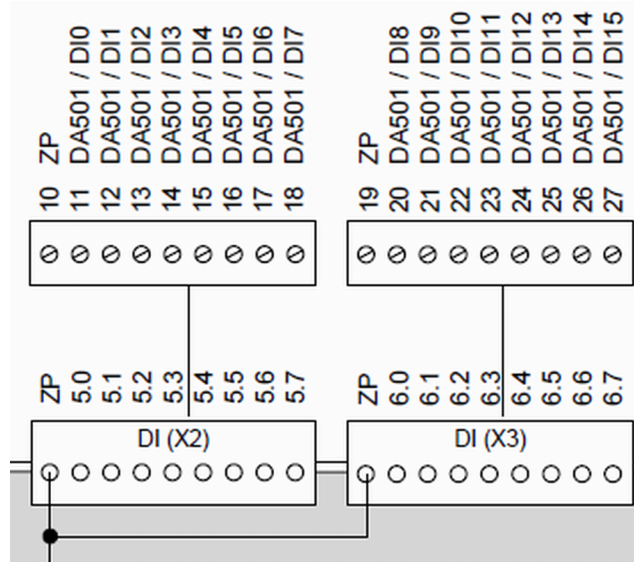 10 ZP
11 DA501 / DI0
12 DA501 / DI1
13 DA501 / DI2
14 DA501 / DI3
15 DA501 / DI4
16 DA501 / DI5
17 DA501 / DI6
18 DA501 / DI7
19 ZP
20 DA501 / DI8
21 DA501 / DI9
22 DA501 / DI10
23 DA501 / DI11
24 DA501 / DI12
25 DA501 / DI13
26 DA501 / DI14
27 DA501 / DI15
ZP
5.0
5.1
5.2
5.3
5.4
5.5
5.6
5.7
DI (X2)
ZP
6.0
6.1
6.2
6.3
6.4
6.5
6.6
6.7
DI (X3)